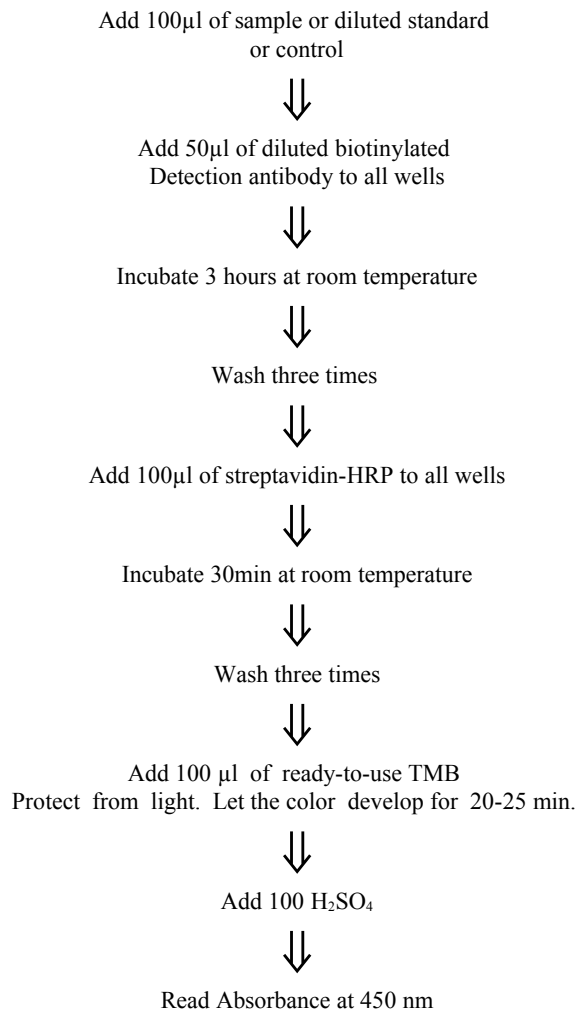 Add 100µl of sample or diluted standard
or control
Add 50µl of diluted biotinylated
Detection antibody to all wells
Incubate 3 hours at room temperature
Wash three times
Add 100µl of streptavidin-HRP to all wells
Incubate 30min at room temperature
Wash three times
Add 100 µl of ready-to-use TMB
Protect from light. Let the color develop for 20-25 min.
Add 100 H₂SO₄
Read Absorbance at 450 nm